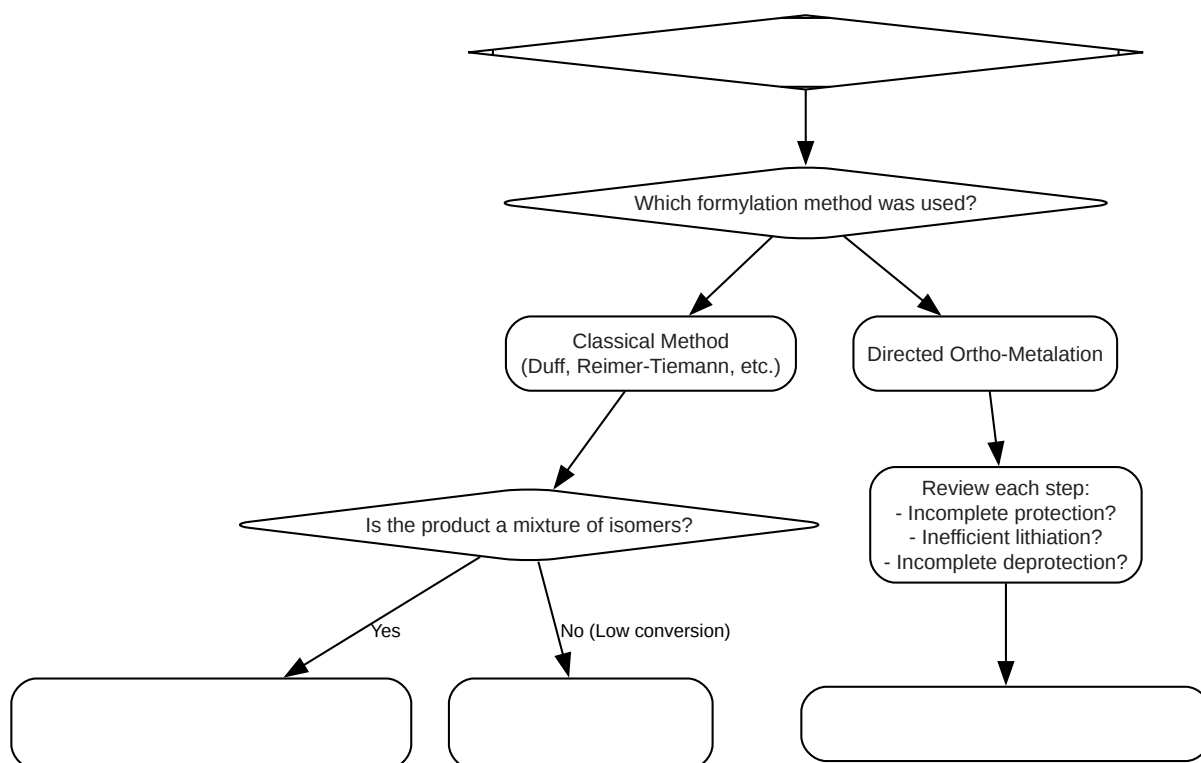 Which formylation method was used?
Classical Method
(Duff, Reimer-Tiemann, etc.)
Directed Ortho-Metalation
Review each step:
- Incomplete protection?
- Inefficient lithiation?
- Incomplete deprotection?
Is the product a mixture of isomers?
Yes
No (Low conversion)